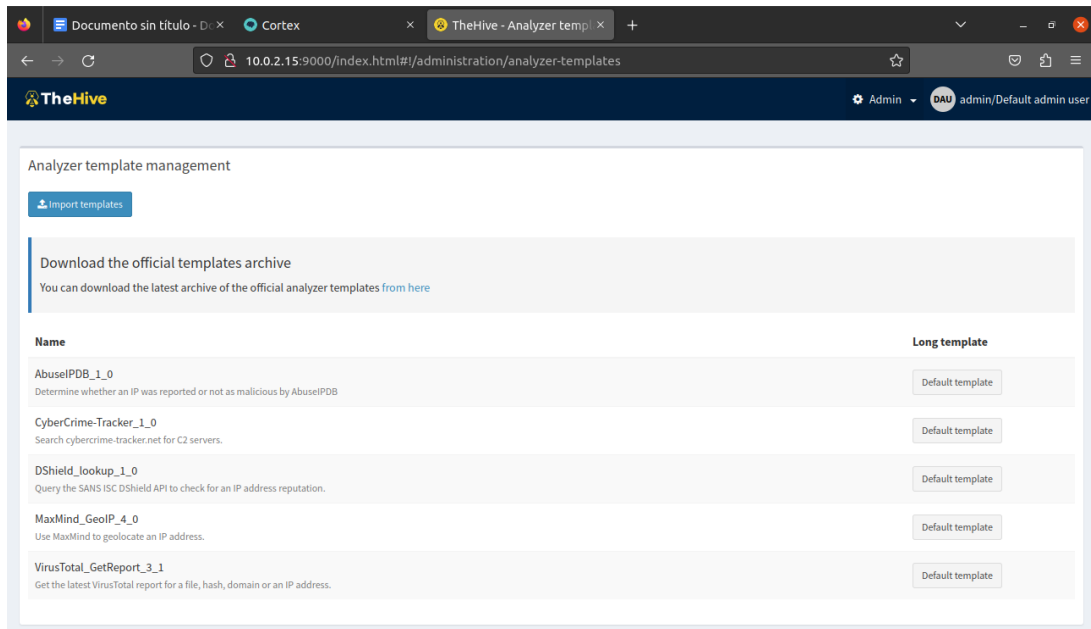 Documento sin título - Do
Cortex
TheHive - Analyzer templ
10.0.2.15:9000/index.html#!/administration/analyzer-templates
TheHive
Admin
DAU
admin/Default admin user
Analyzer template management
Import templates
Download the official templates archive
You can download the latest archive of the official analyzer templates from here
Name
Long template
AbuseIPDB_1_0
Determine whether an IP was reported or not as malicious by AbuseIPDB
Default template
CyberCrime-Tracker_1_0
Search cybercrime-tracker.net for C2 servers.
Default template
DShield_lookup_1_0
Query the SANS ISC DShield API to check for an IP address reputation.
Default template
MaxMind_GeoIP_4_0
Use MaxMind to geolocate an IP address.
Default template
VirusTotal_GetReport_3_1
Get the latest VirusTotal report for a file, hash, domain or an IP address.
Default template